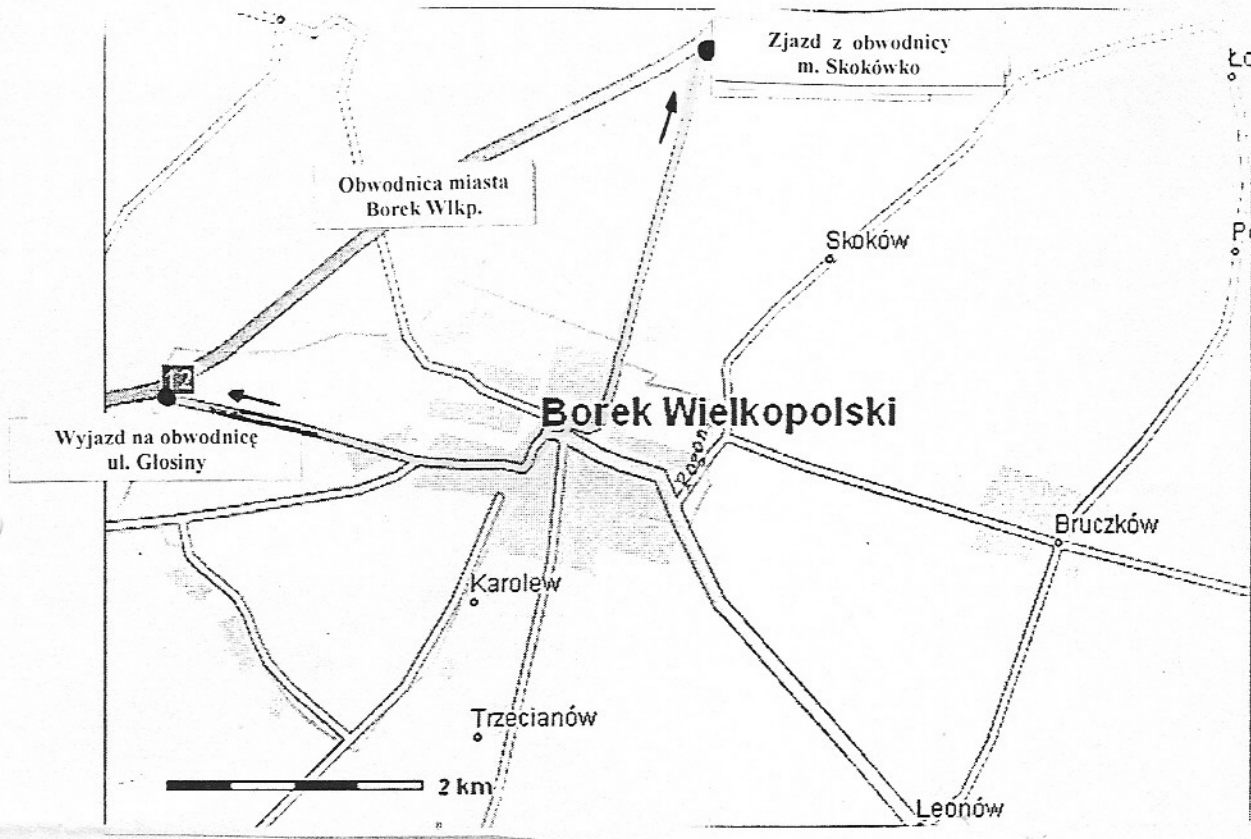 Zjazd z obwodnicy
m. Skokówko
Obwodnica miasta
Borek Wlkp.
Skoków
12
Borek Wielkopolski
Wyjazd na obwodnicę
ul. Głosiny
Bruczków
Karolew
Trzecianów
2 km
Leonów